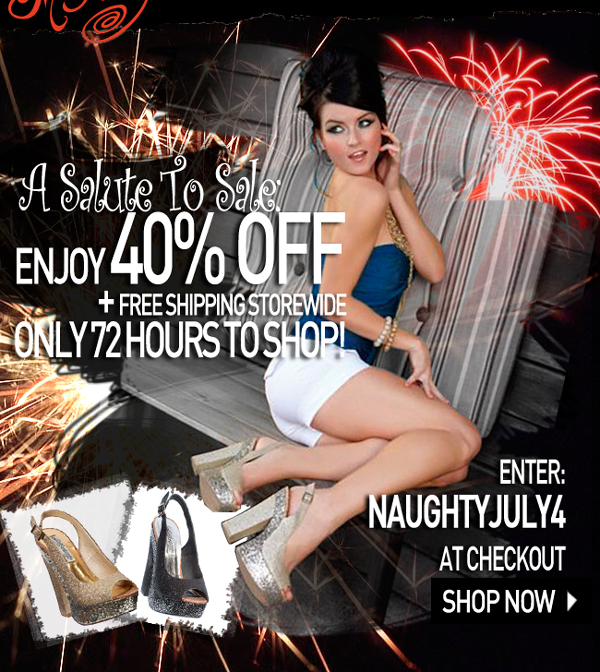 A Salute To Sale:
ENJOY 40% OFF
+ FREE SHIPPING STOREWIDE
ONLY 72 HOURS TO SHOP!
ENTER:
NAUGHTYJULY4
AT CHECKOUT
SHOP NOW